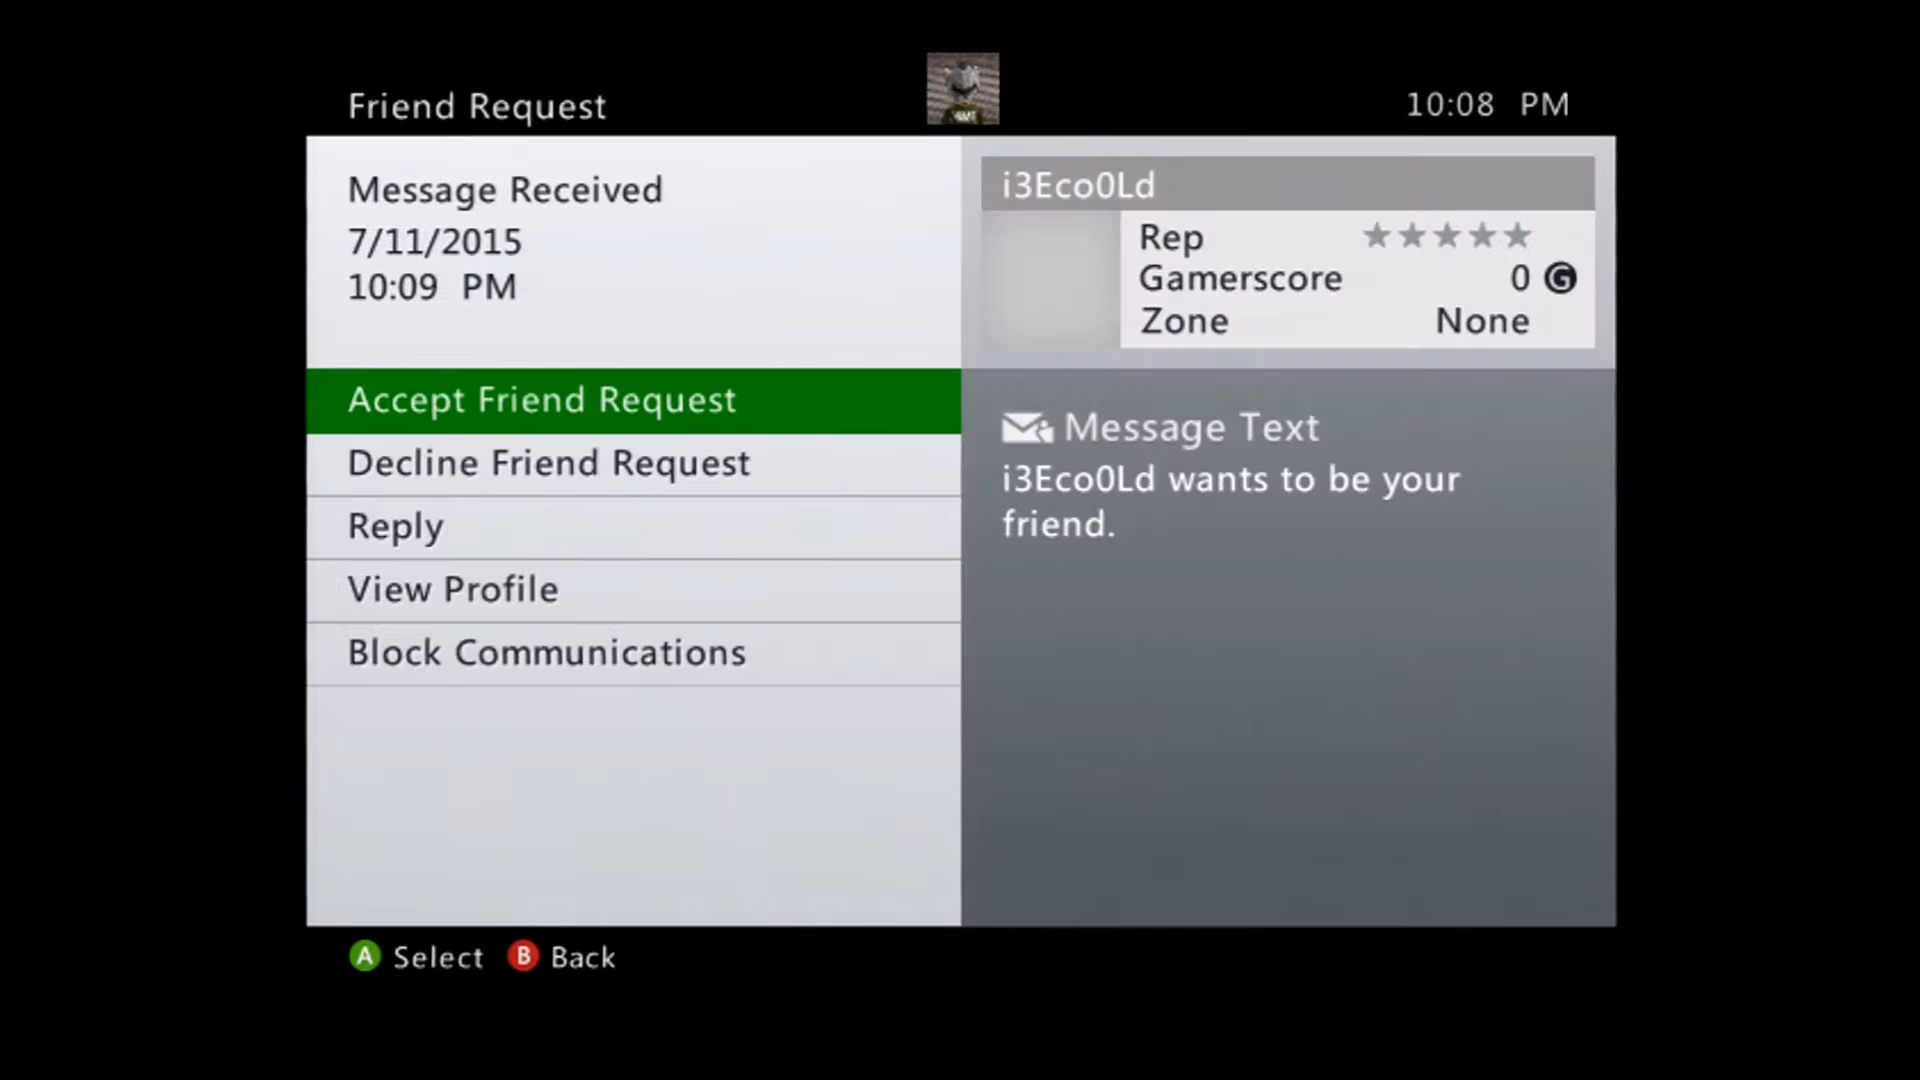 Friend Request
10:08 PM
Message Received
7/11/2015
10:09 PM
Accept Friend Request
Decline Friend Request
Reply
View Profile
Block Communications
i3Eco0Ld
Rep ★★★★★
Gamerscore 0 G
Zone None
Message Text
i3Eco0Ld wants to be your
friend.
A Select B Back